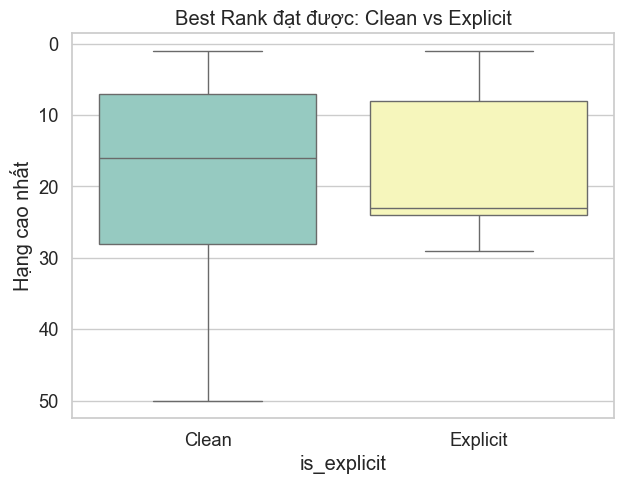 Best Rank đạt được: Clean vs Explicit
Hạng cao nhất
0
10
20
30
40
50
Clean
Explicit
is_explicit